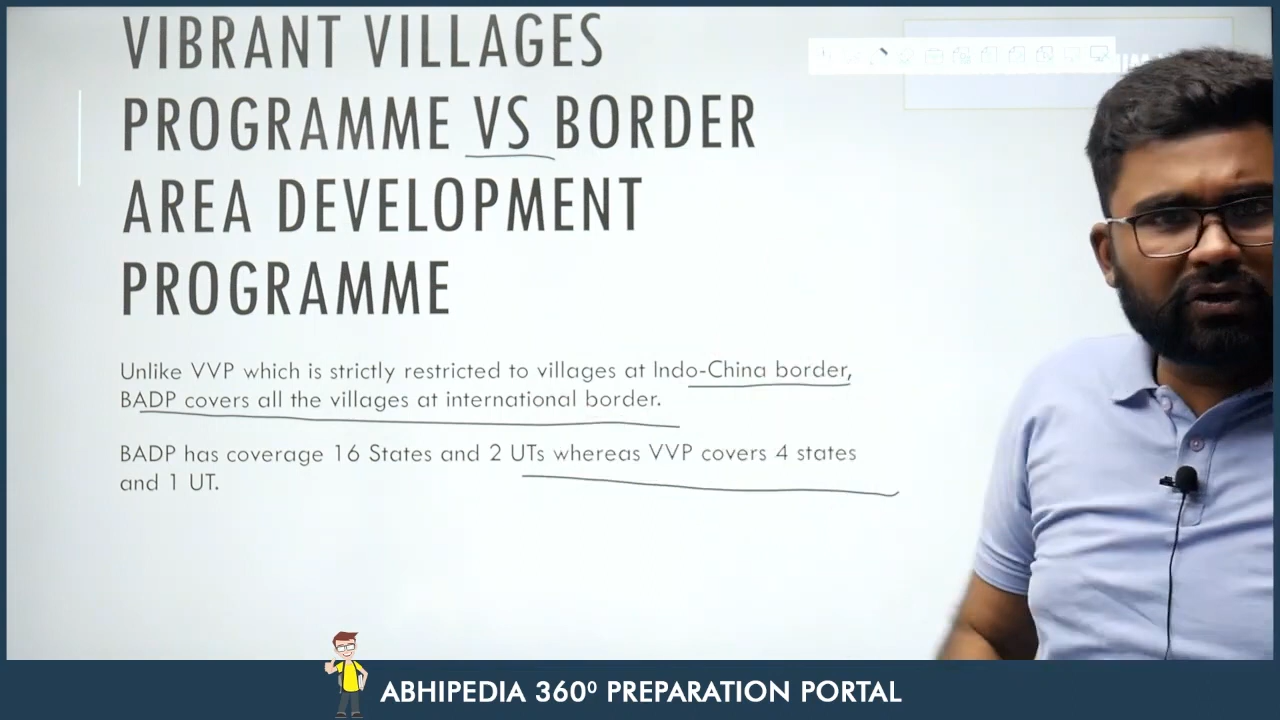 VIBRANT VILLAGES
PROGRAMME VS BORDER
AREA DEVELOPMENT
PROGRAMME
Unlike VVP which is strictly restricted to villages at Indo-China border,
BADP covers all the villages at international border.
BADP has coverage 16 States and 2 UTs whereas VVP covers 4 states
and 1 UT.
ABHIPEDIA 360⁰ PREPARATION PORTAL